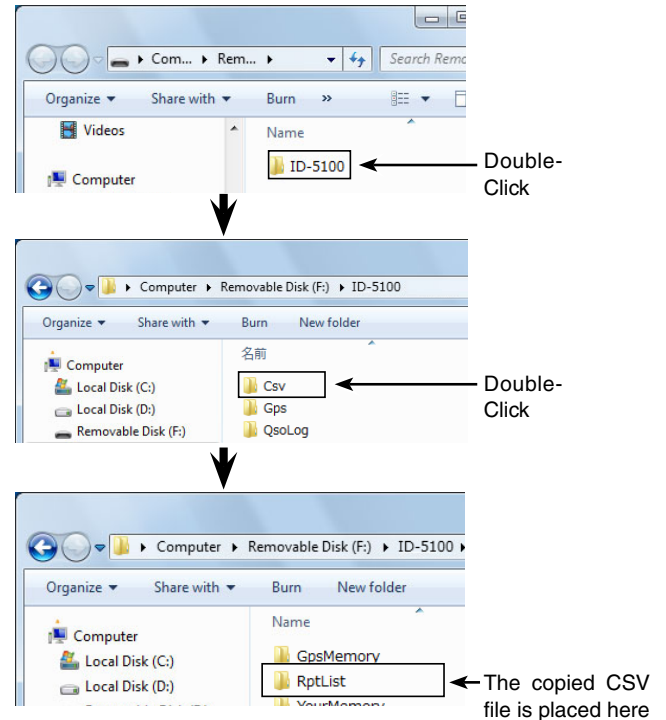 Com... Rem... Search Remo
Organize Share with Burn »
Videos
Name
ID-5100
Computer
Double-
Click
Computer Removable Disk (F:) ID-5100
Organize Share with Burn New folder
名前
Computer
Csv
Local Disk (C:)
Double-
Click
Local Disk (D:)
Gps
Removable Disk (F:)
QsoLog
Computer Removable Disk (F:) ID-5100
Organize Share with Burn New folder
Name
Computer
GpsMemory
Local Disk (C:)
RptList
Local Disk (D:)
YourMemory
The copied CSV
file is placed here